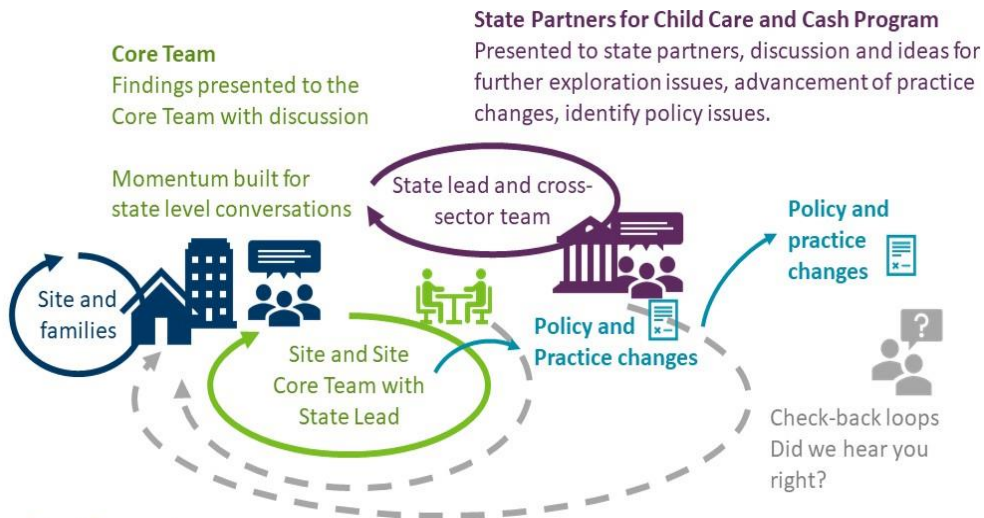 State Partners for Child Care and Cash Program
Presented to state partners, discussion and ideas for
further exploration issues, advancement of practice
changes, identify policy issues.
Core Team
Findings presented to the
Core Team with discussion
Momentum built for
state level conversations
State lead and cross-
sector team
Policy and
practice
changes
Site and
families
Site and Site
Core Team with
State Lead
Policy and
Practice changes
Check-back loops
Did we hear you
right?